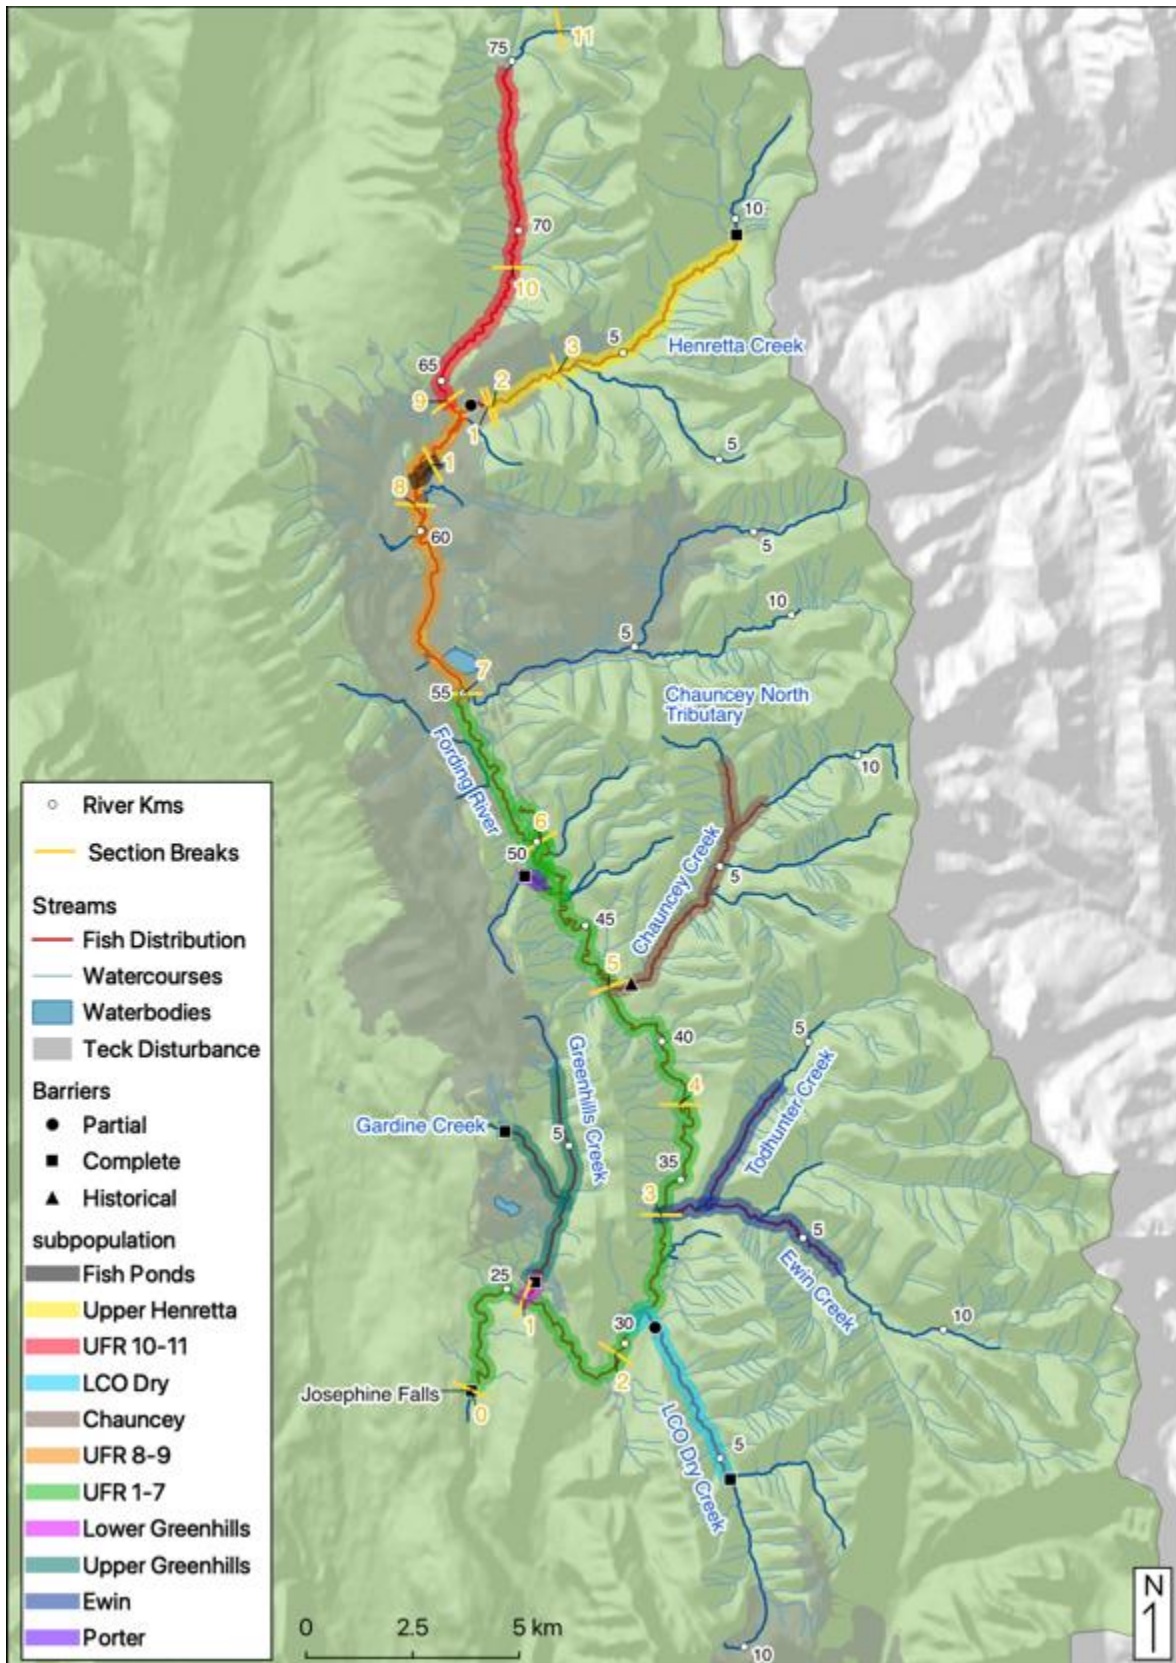 11
75
10
70
10
Henretta Creek
5
3
65
2
9
1
5
1
8
60
5
10
5
7
55
Chauncey North
Tributary
Fording River
10
6
50
Chauncey Creek
5
45
5
40
5
Greenhills Creek
4
Todhunter Creek
Gardine Creek
5
35
3
5
Ewin Creek
25
10
1
30
2
Josephine Falls
0
LCO Dry Creek
5
10
River Kms
Section Breaks
Streams
Fish Distribution
Watercourses
Waterbodies
Teck Disturbance
Barriers
Partial
Complete
Historical
subpopulation
Fish Ponds
Upper Henretta
UFR 10-11
LCO Dry
Chauncey
UFR 8-9
UFR 1-7
Lower Greenhills
Upper Greenhills
Ewin
Porter
0 2.5 5 km
N